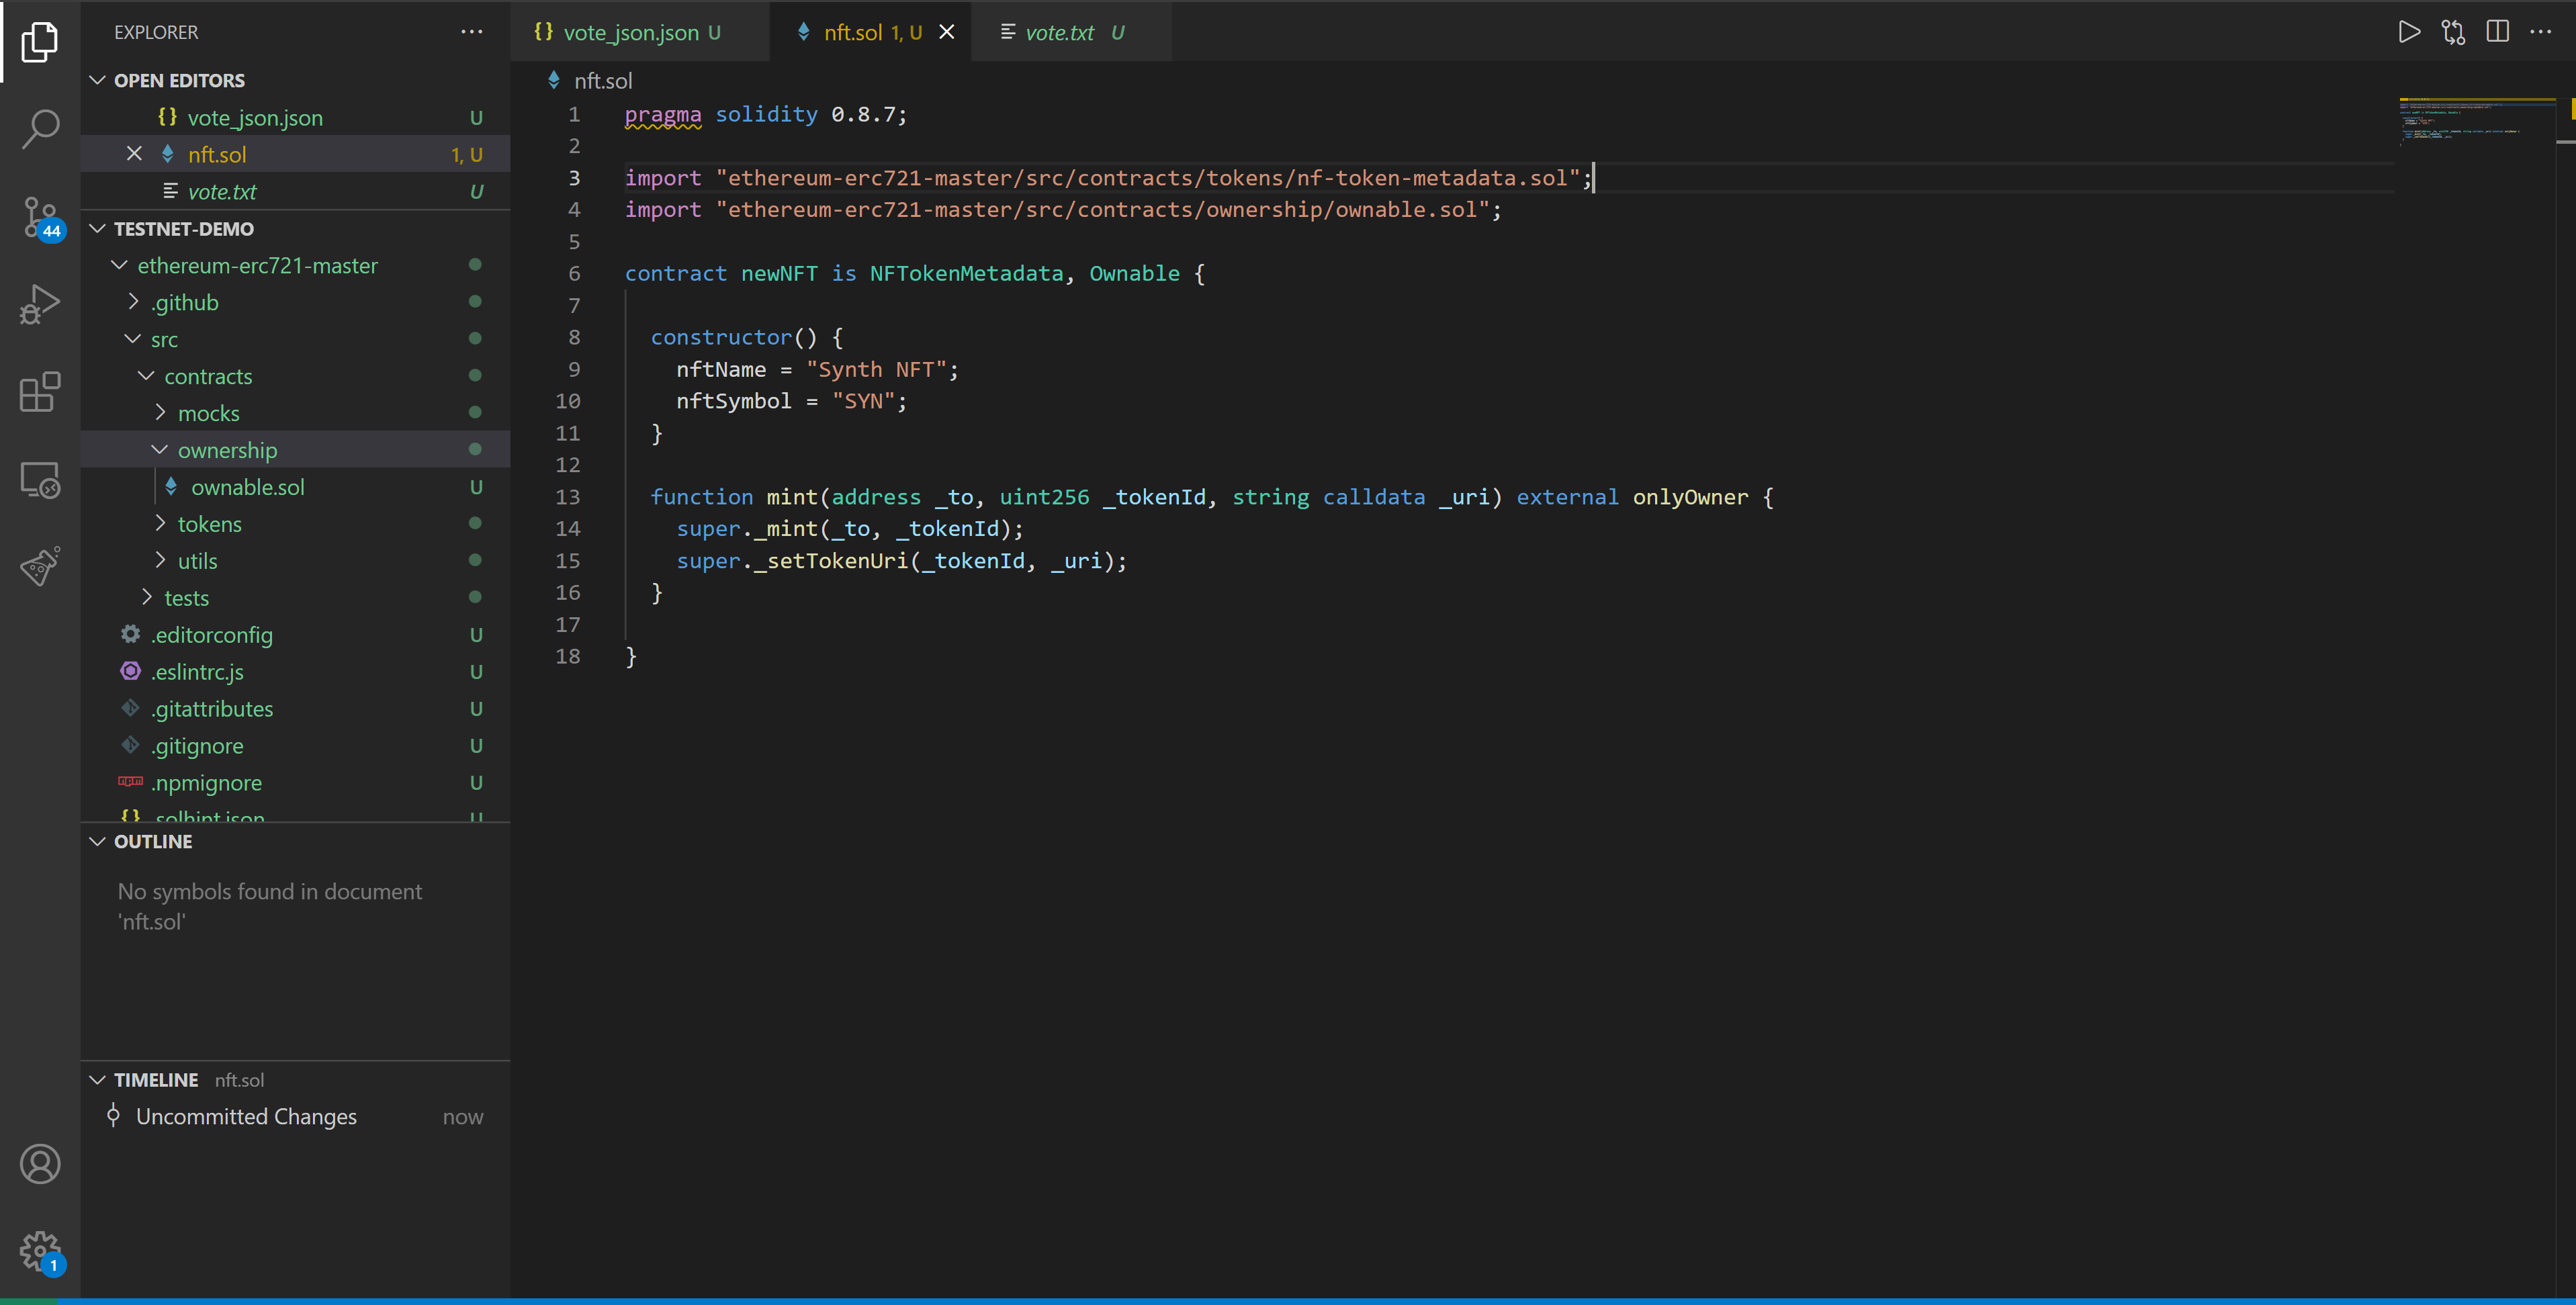 EXPLORER
OPEN EDITORS
vote_json.json U
nft.sol 1, U
vote.txt U
44
TESTNET-DEMO
ethereum-erc721-master
.github
src
contracts
mocks
ownership
ownable.sol U
tokens
utils
tests
.editorconfig U
.eslintrc.js U
.gitattributes U
.gitignore U
.npmignore U
.solhint.json U
OUTLINE
No symbols found in document
'nft.sol'
TIMELINE nft.sol
Uncommitted Changes now
1
vote_json.json U
nft.sol 1, U
vote.txt U
nft.sol
1 pragma solidity 0.8.7;
2
3 import "ethereum-erc721-master/src/contracts/tokens/nf-token-metadata.sol";
4 import "ethereum-erc721-master/src/contracts/ownership/ownable.sol";
5
6 contract newNFT is NFTokenMetadata, Ownable {
7
8 constructor() {
9 nftName = "Synth NFT";
10 nftSymbol = "SYN";
11 }
12
13 function mint(address _to, uint256 _tokenId, string calldata _uri) external onlyOwner {
14 super._mint(_to, _tokenId);
15 super._setTokenUri(_tokenId, _uri);
16 }
17
18 }